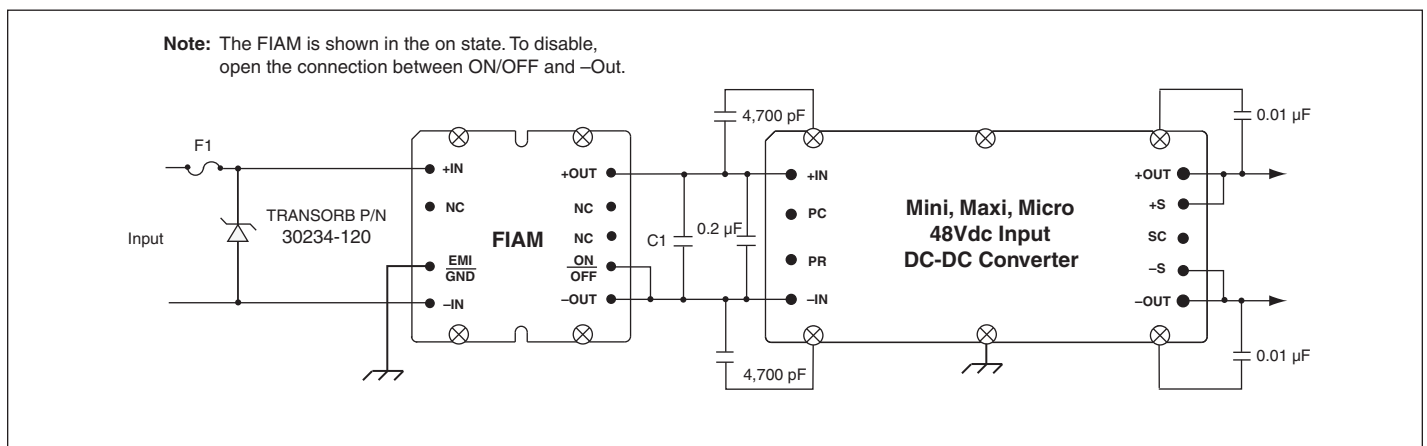 Note: The FIAM is shown in the on state. To disable,
open the connection between ON/OFF and –Out.
F1
Input
TRANSORB P/N
30234-120
+IN
NC
EMI
GND
–IN
FIAM
+OUT
NC
NC
ON
OFF
–OUT
C1
0.2 µF
4,700 pF
4,700 pF
+IN
PC
PR
–IN
Mini, Maxi, Micro
48Vdc Input
DC-DC Converter
+OUT
+S
SC
–S
–OUT
0.01 µF
0.01 µF